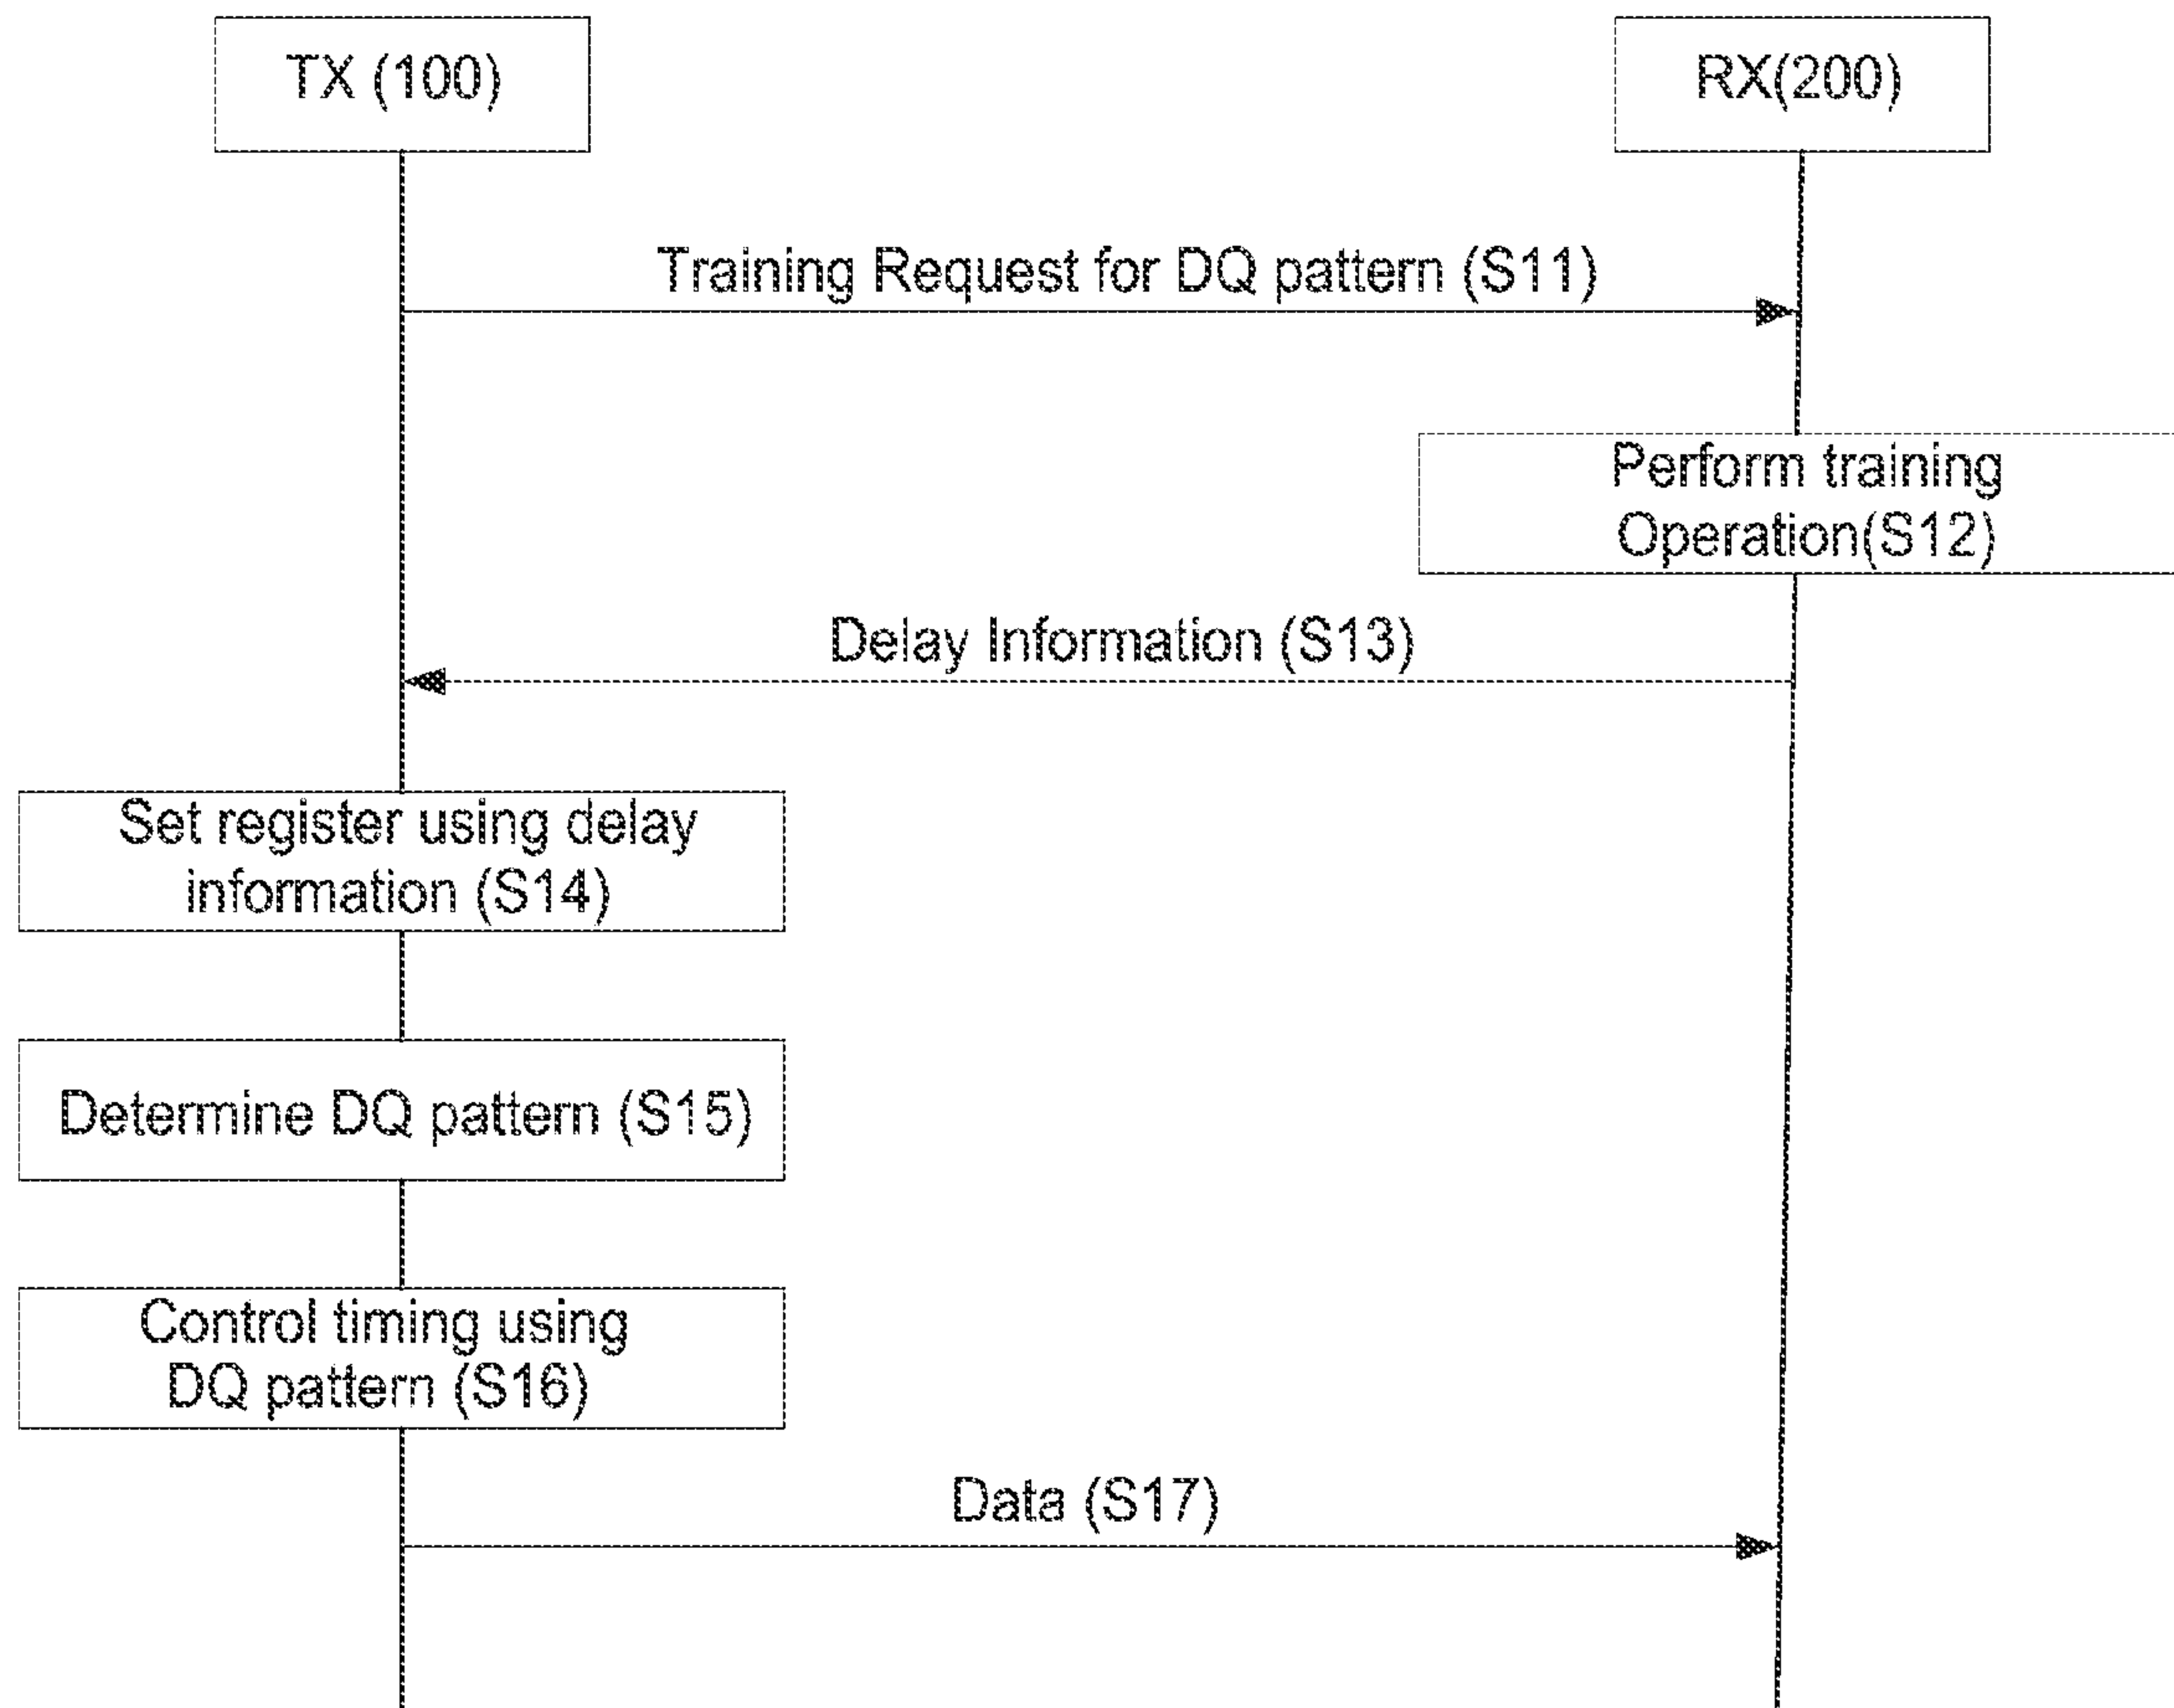 TX (100)
RX(200)
Training Request for DQ pattern (S11)
Perform training
Operation(S12)
Delay Information (S13)
Set register using delay
information (S14)
Determine DQ pattern (S15)
Control timing using
DQ pattern (S16)
Data (S17)